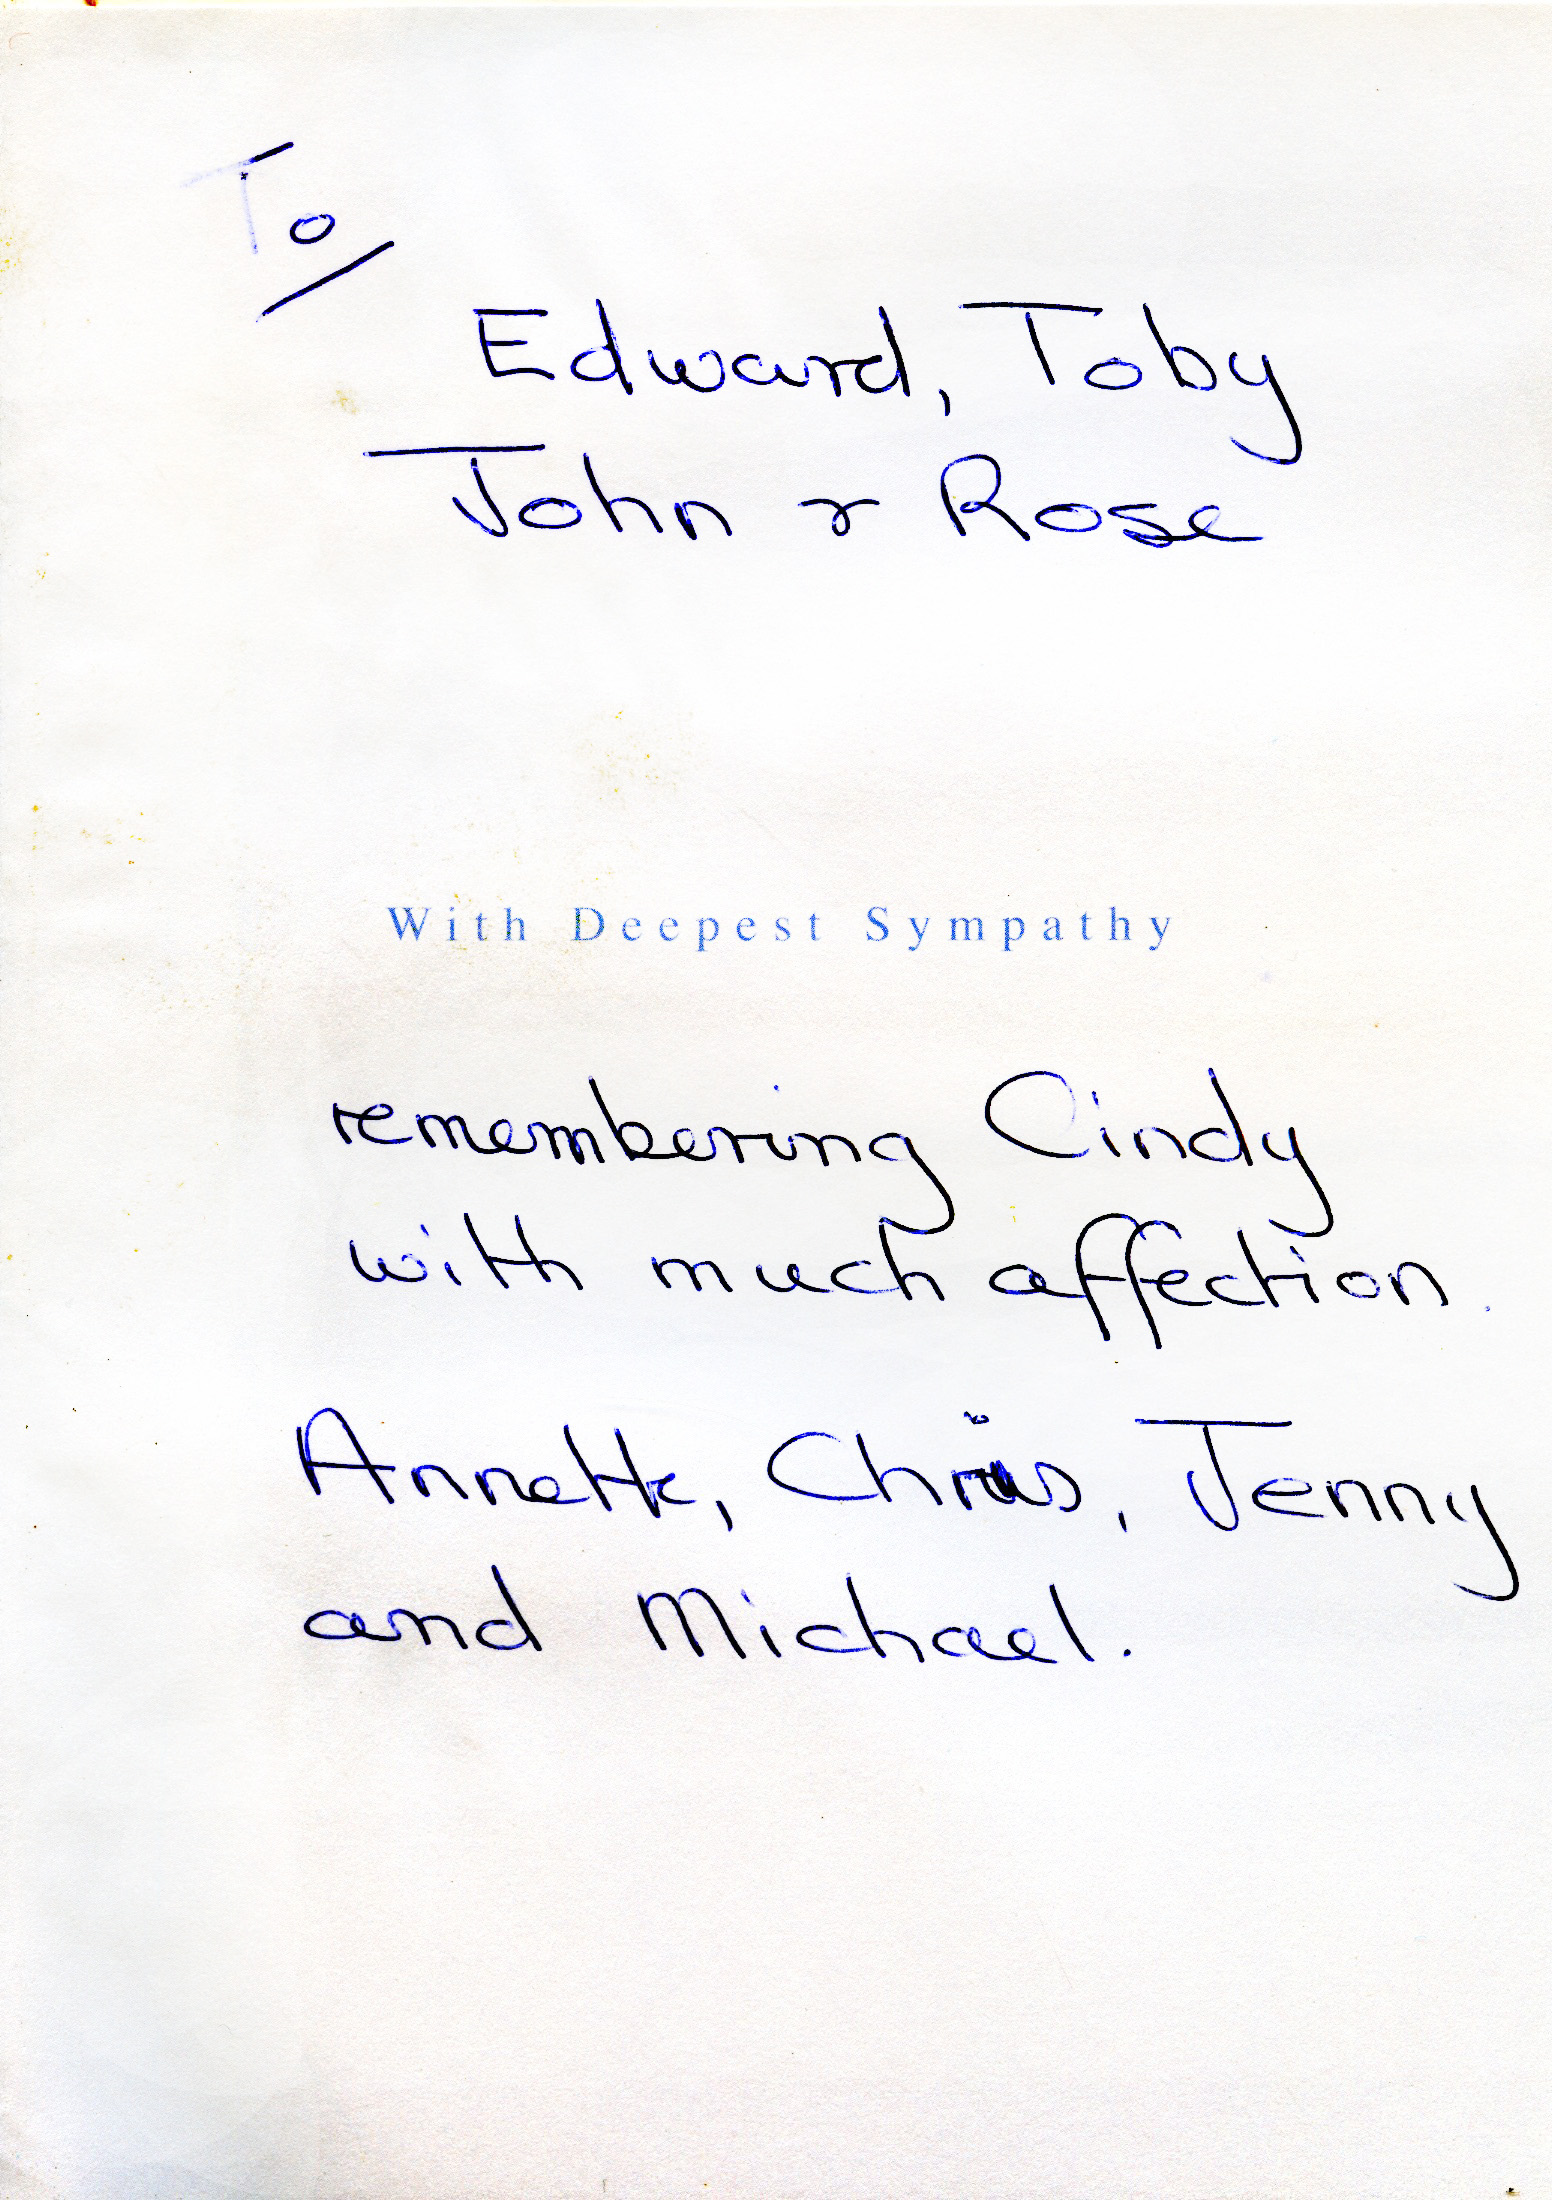 To
Edward, Toby
John & Rose
With Deepest Sympathy
remembering Cindy
with much affection.
Annette, Chris, Jenny
and Michael.